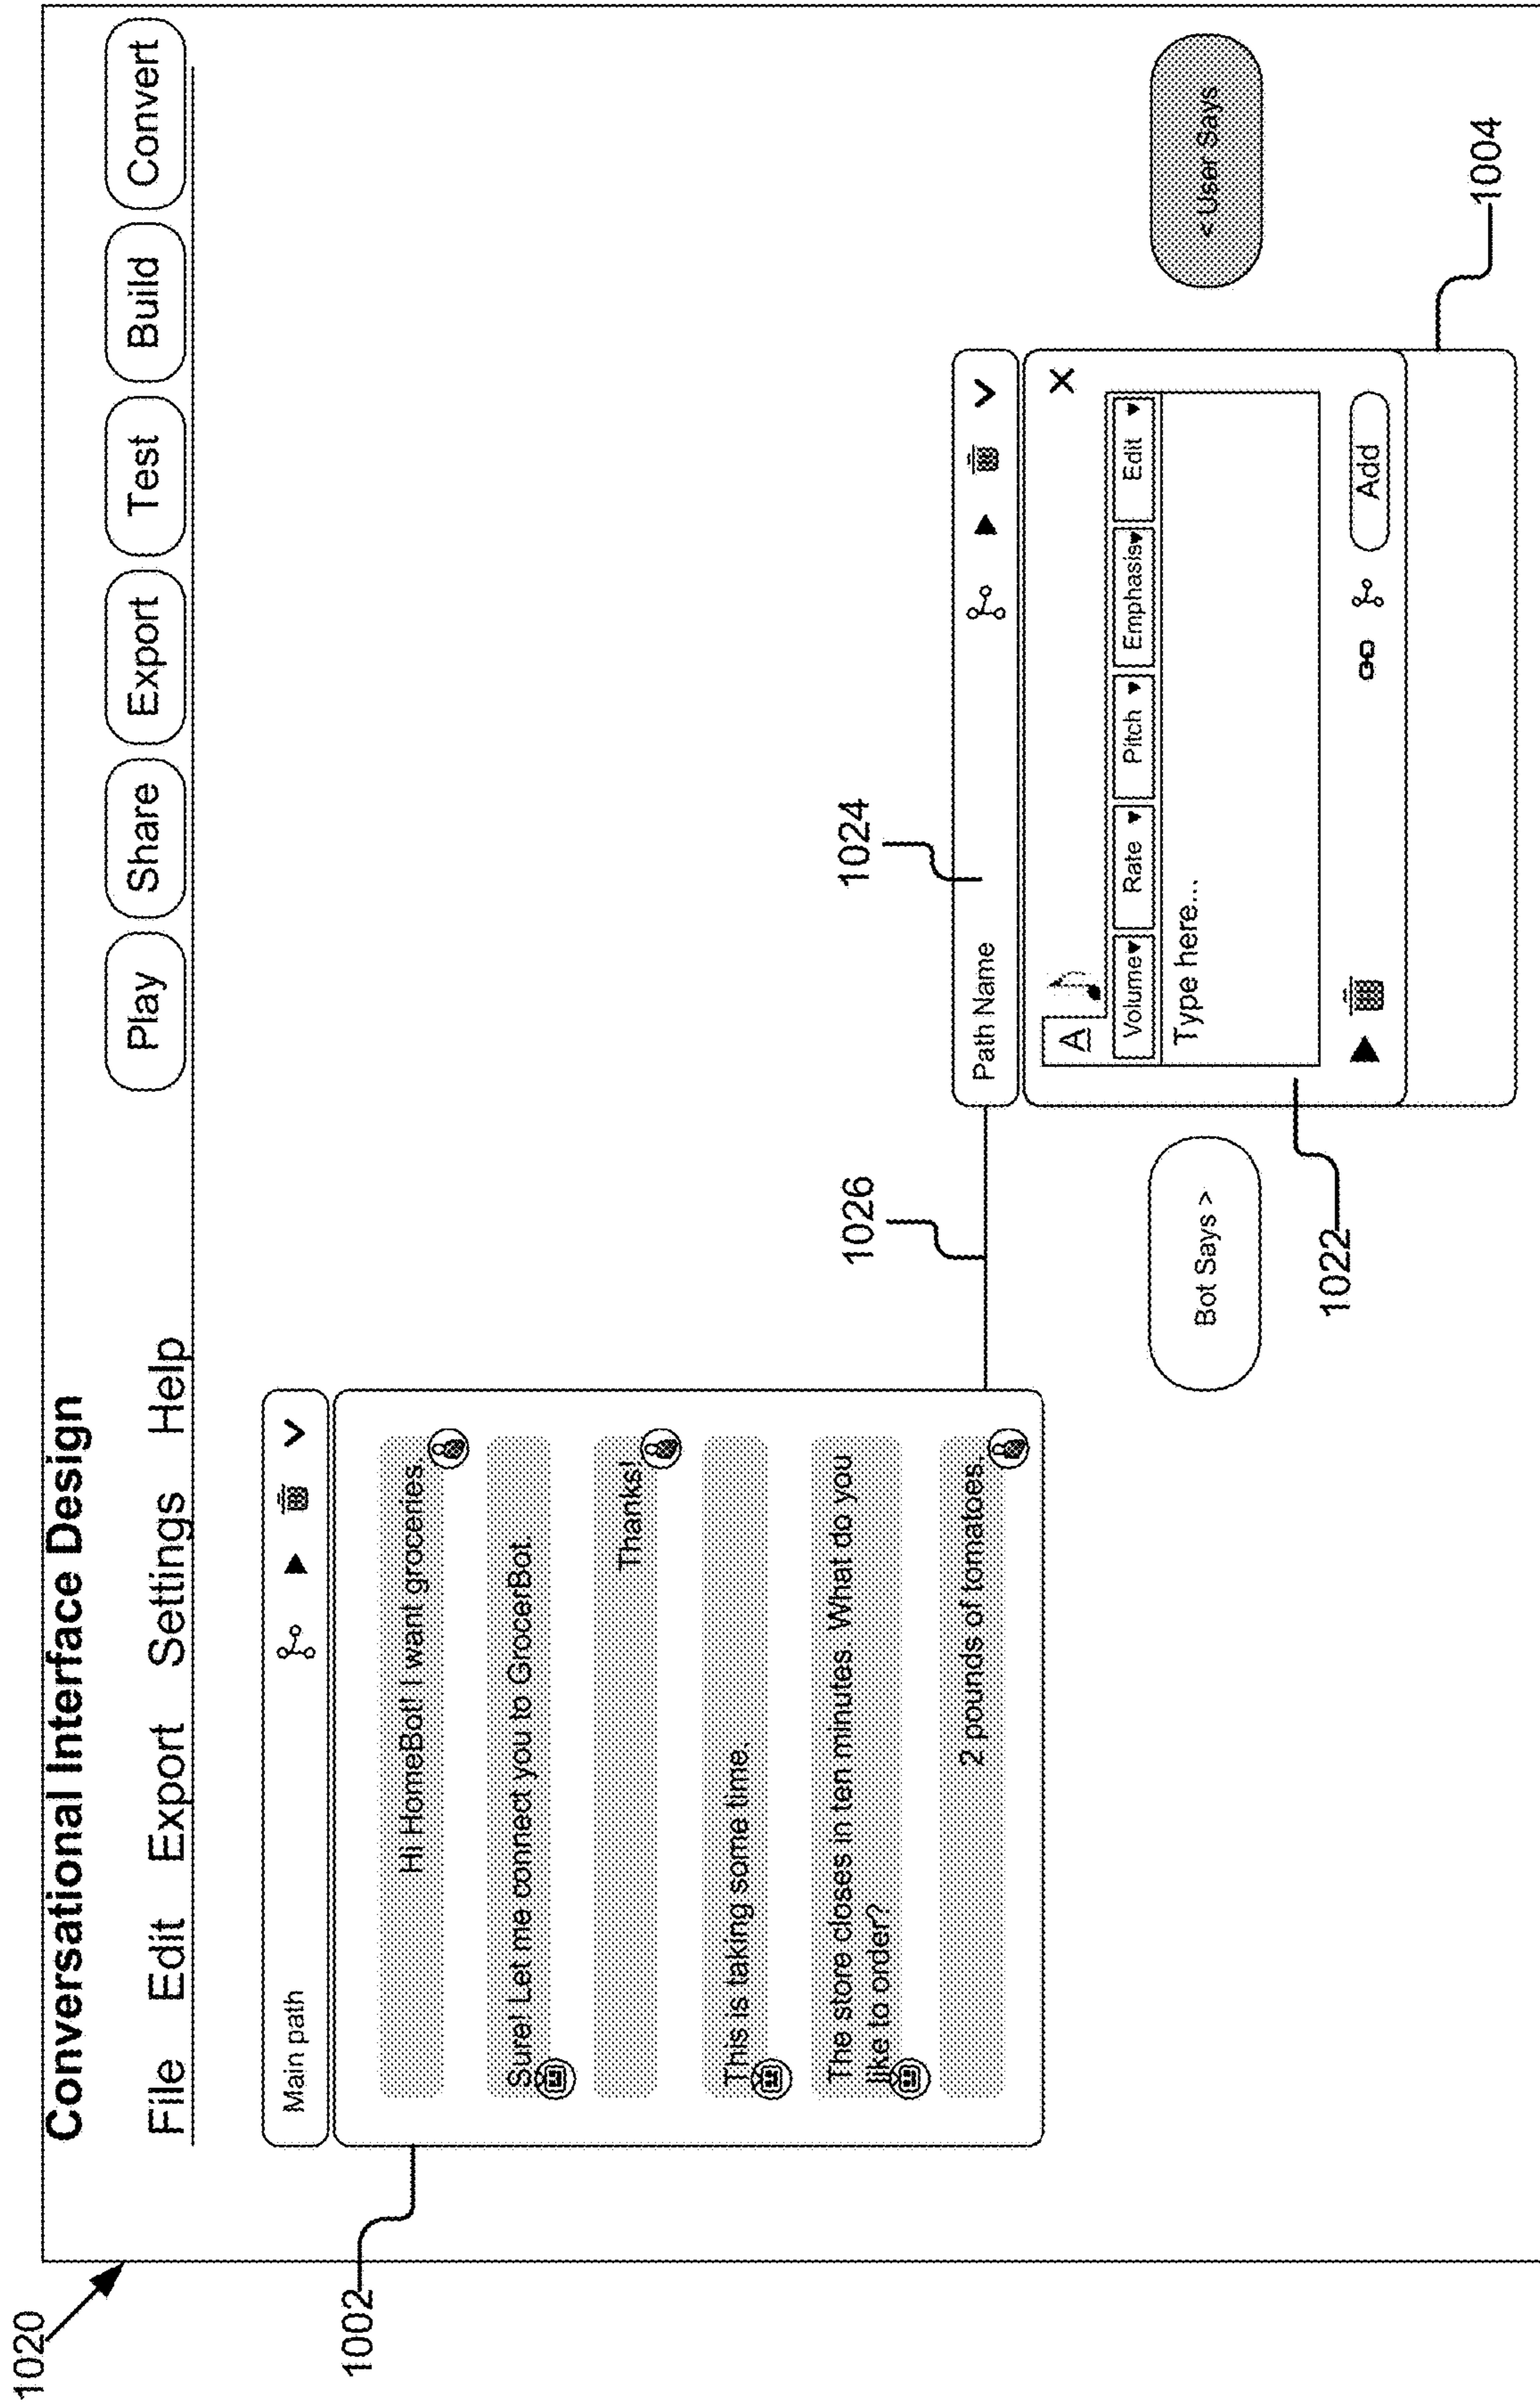 1020
Conversational Interface Design
File Edit Export Settings Help
Play Share Export Test Build Convert
Main path
1002
Hi HomeBot! I want groceries.
Sure! Let me connect you to GrocerBot.
Thanks!
This is taking some time.
The store closes in ten minutes. What do you
like to order?
2 pounds of tomatoes.
1026
1024
Path Name
A
X
Volume Rate Pitch Emphasis Edit
Type here...
Add
Bot Says >
< User Says
1022
1004